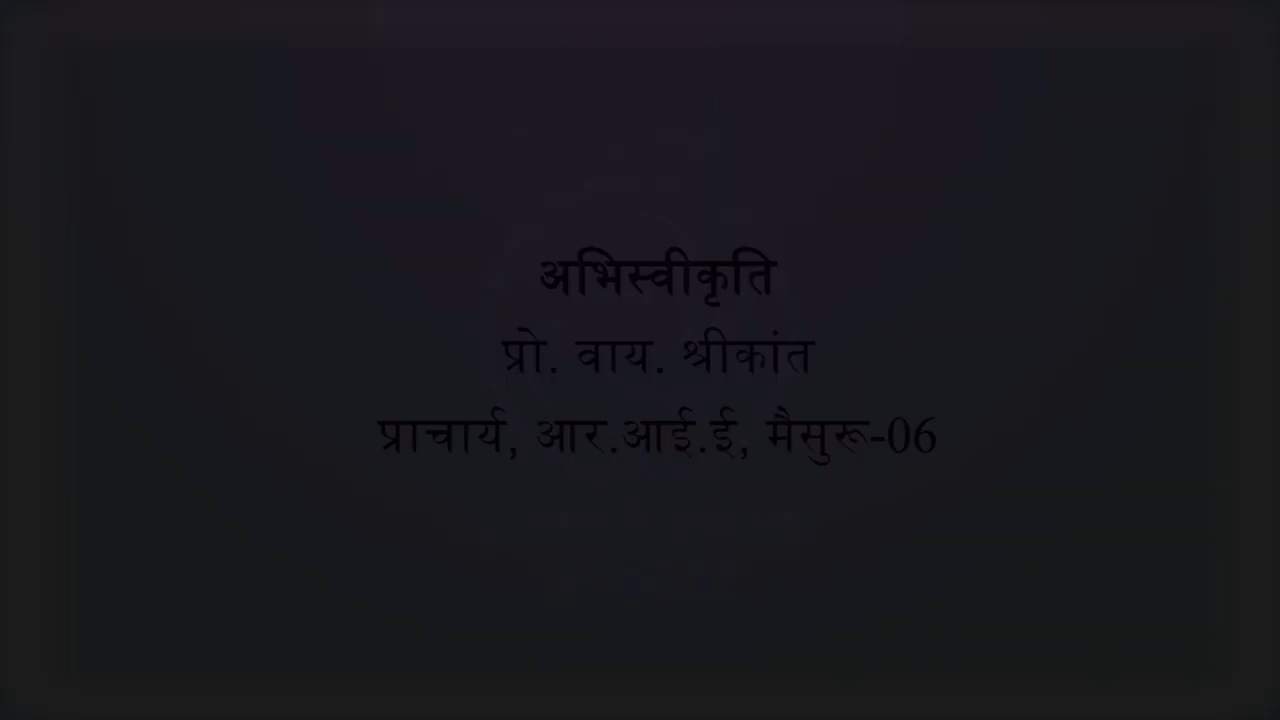 अभिस्वीकृति
प्रो. वाय. श्रीकांत
प्राचार्य, आर.आई.ई, मैसुरू-06